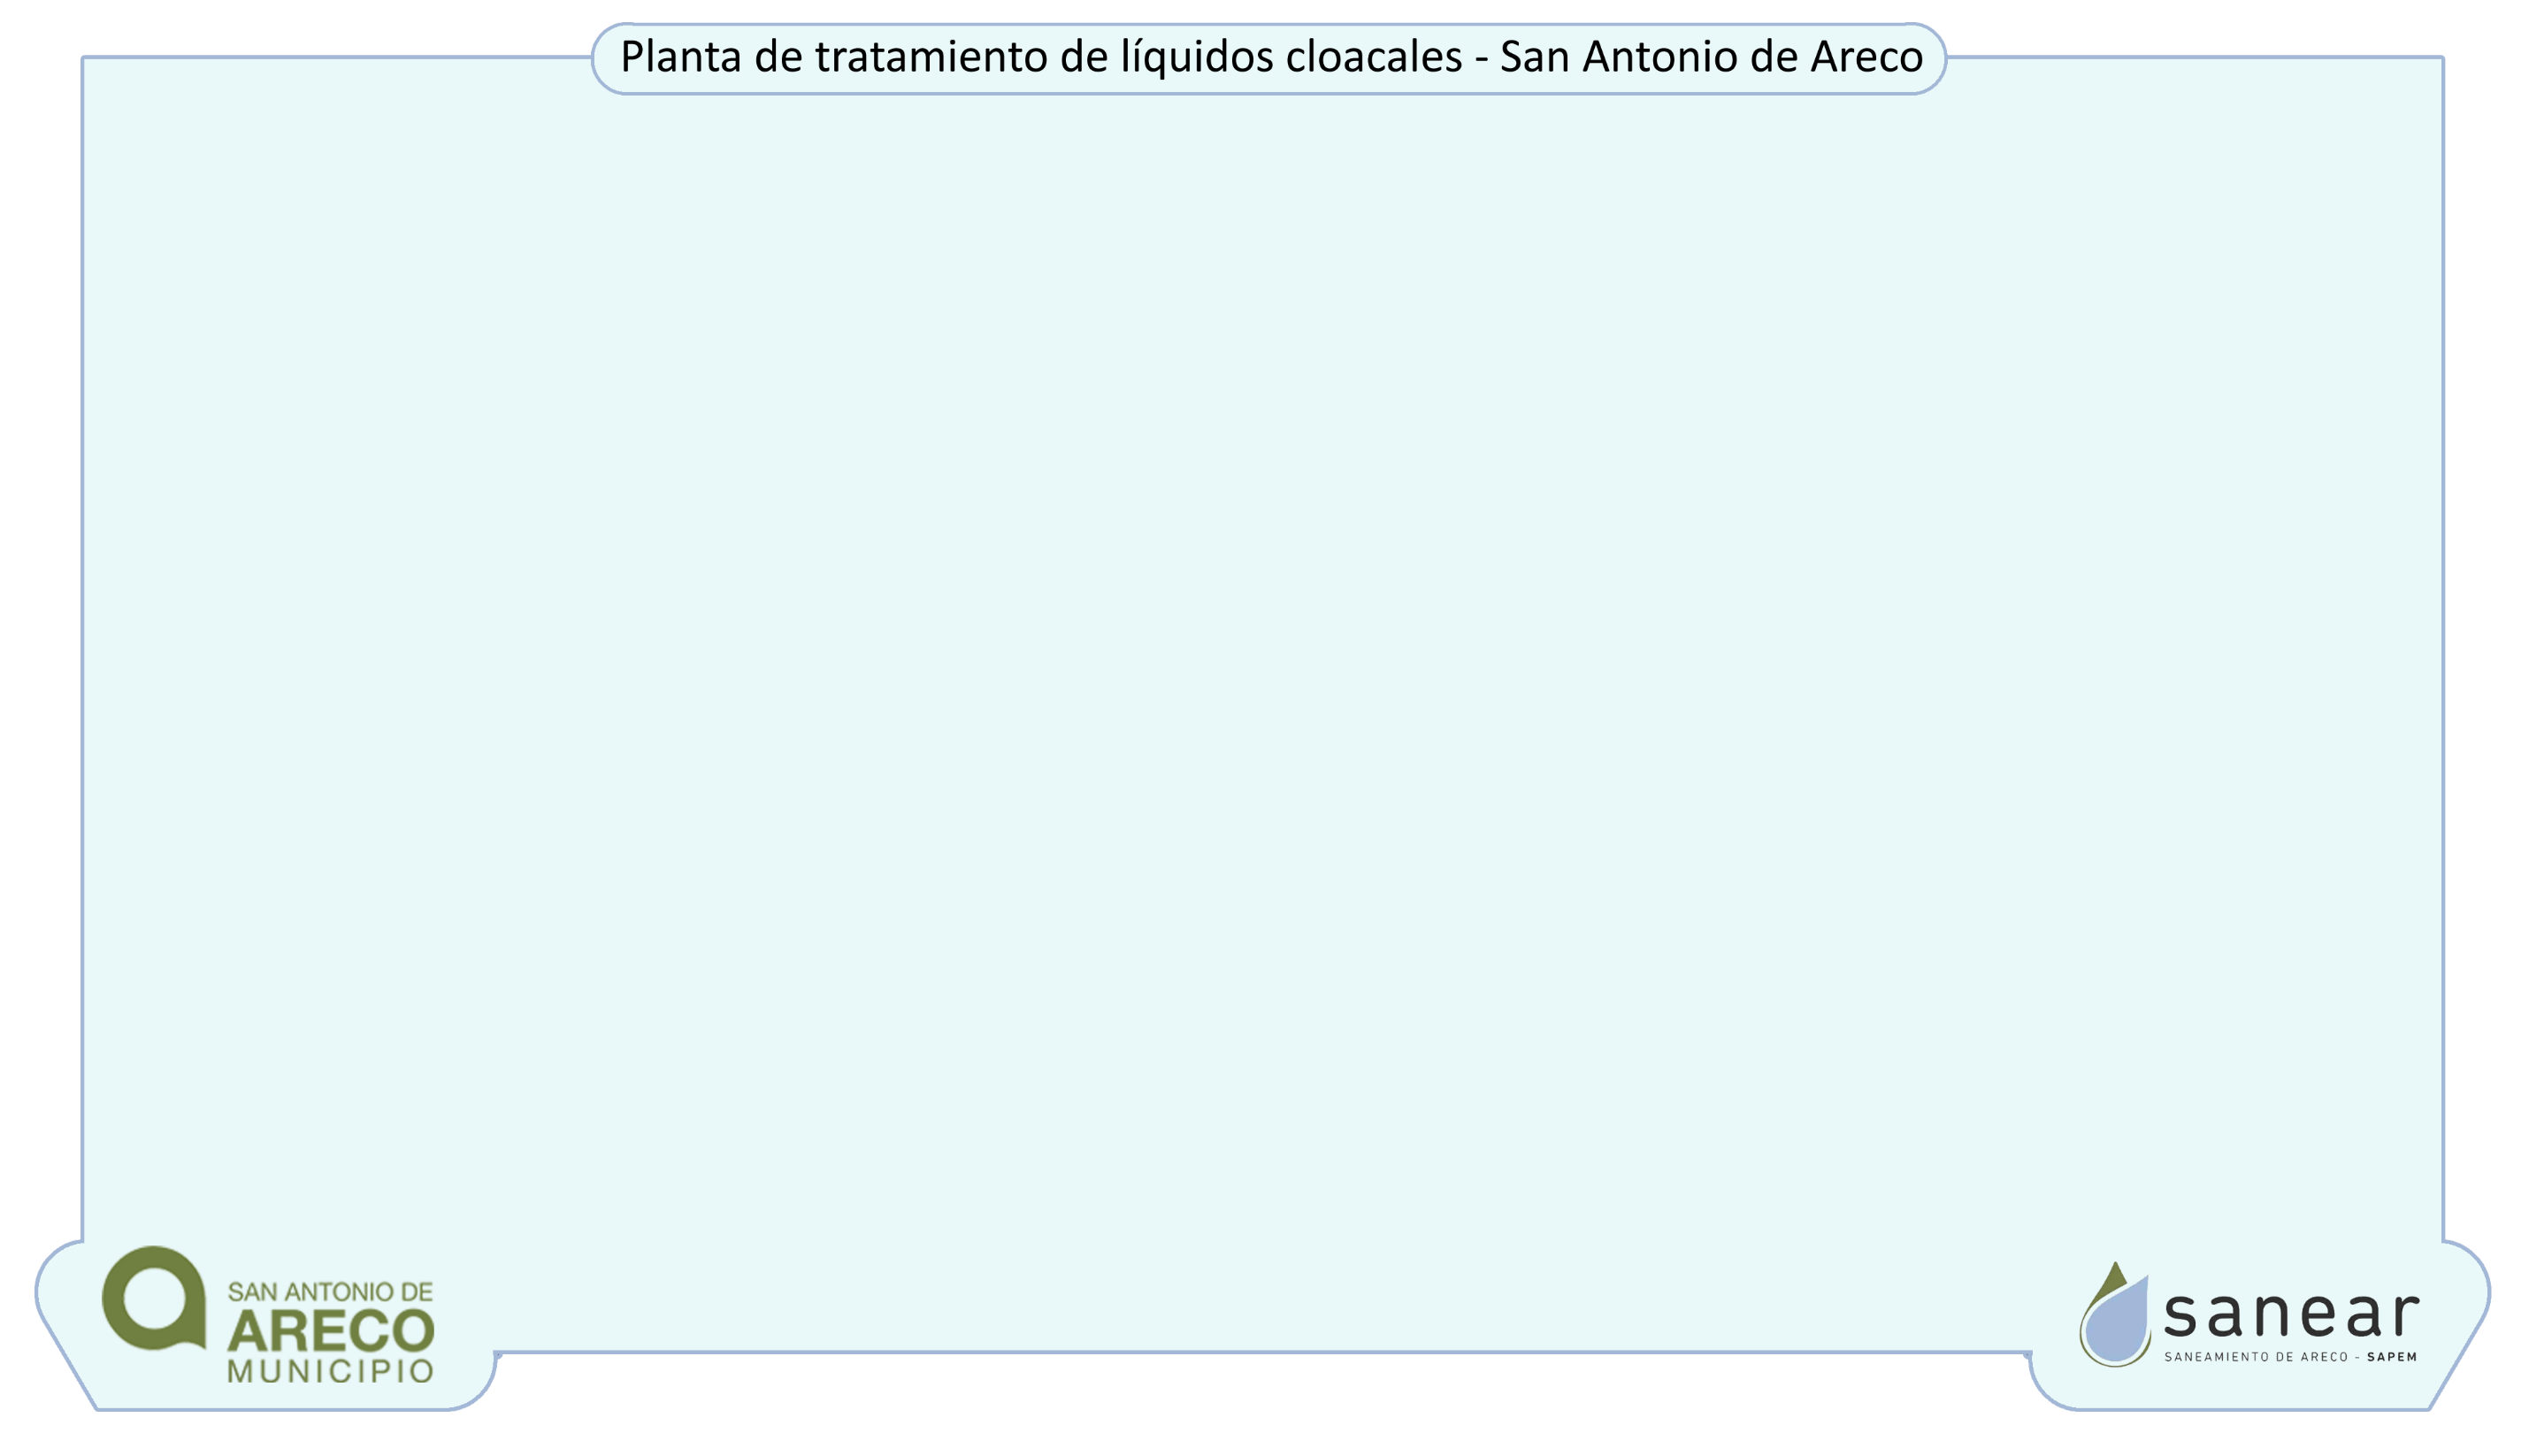 Planta de tratamiento de líquidos cloacales - San Antonio de Areco
SAN ANTONIO DE
ARECO
MUNICIPIO
sanear
SANEAMIENTO DE ARECO - SAPEM